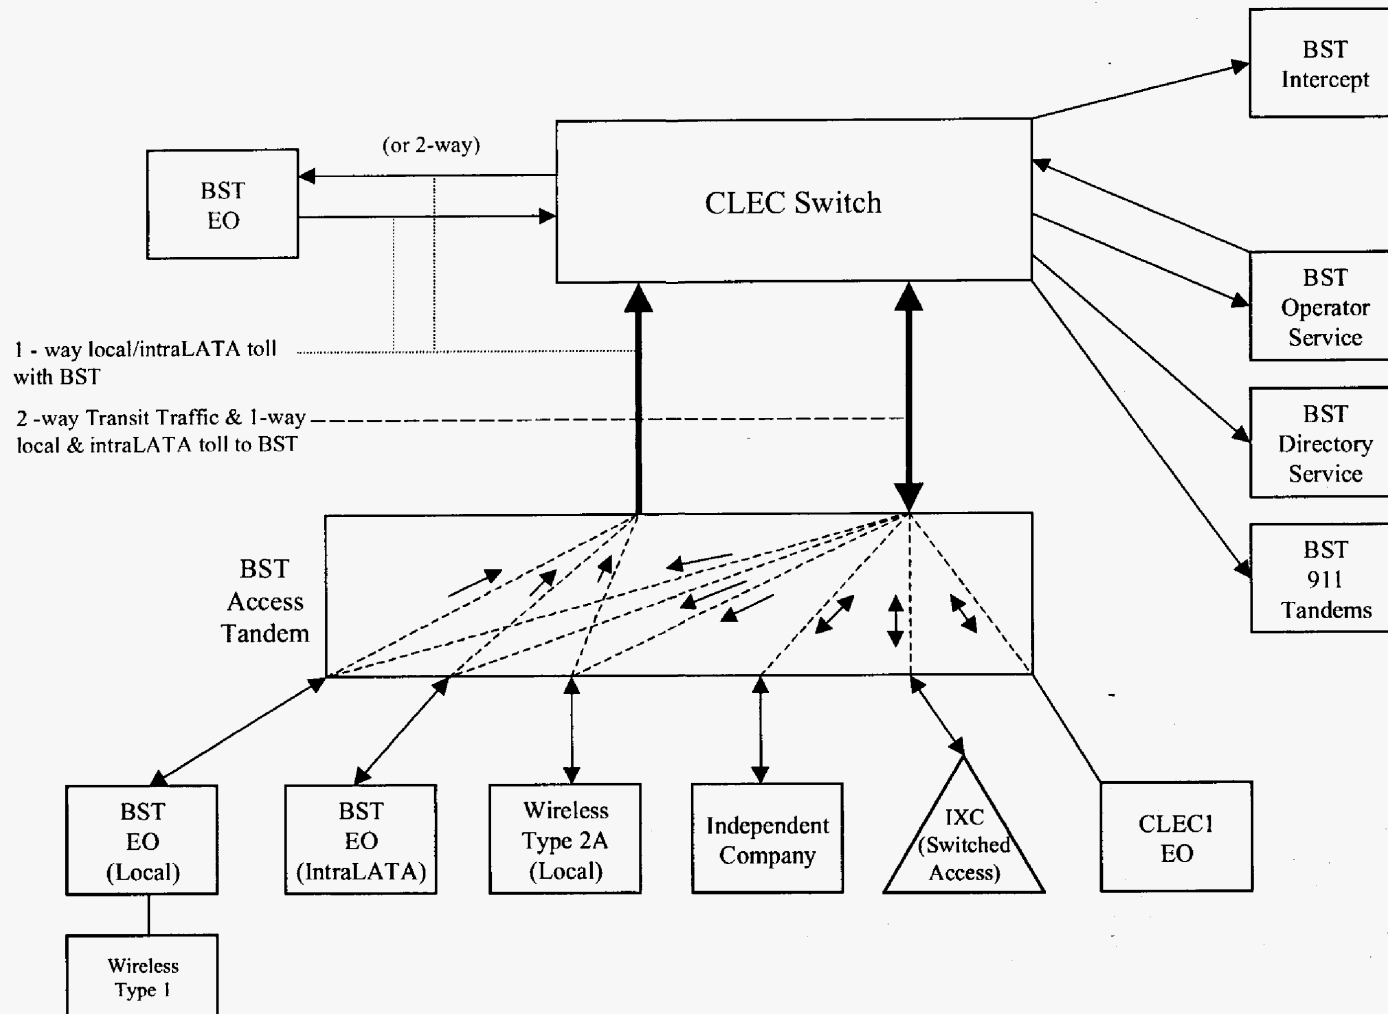 BST
Intercept
(or 2-way)
BST
EO
CLEC Switch
BST
Operator
Service
1 - way local/intraLATA toll
with BST
2 -way Transit Traffic & 1-way
local & intraLATA toll to BST
BST
Directory
Service
BST
911
Tandems
BST
Access
Tandem
BST
EO
(Local)
BST
EO
(IntraLATA)
Wireless
Type 2A
(Local)
Independent
Company
IXC
(Switched
Access)
CLEC1
EO
Wireless
Type 1